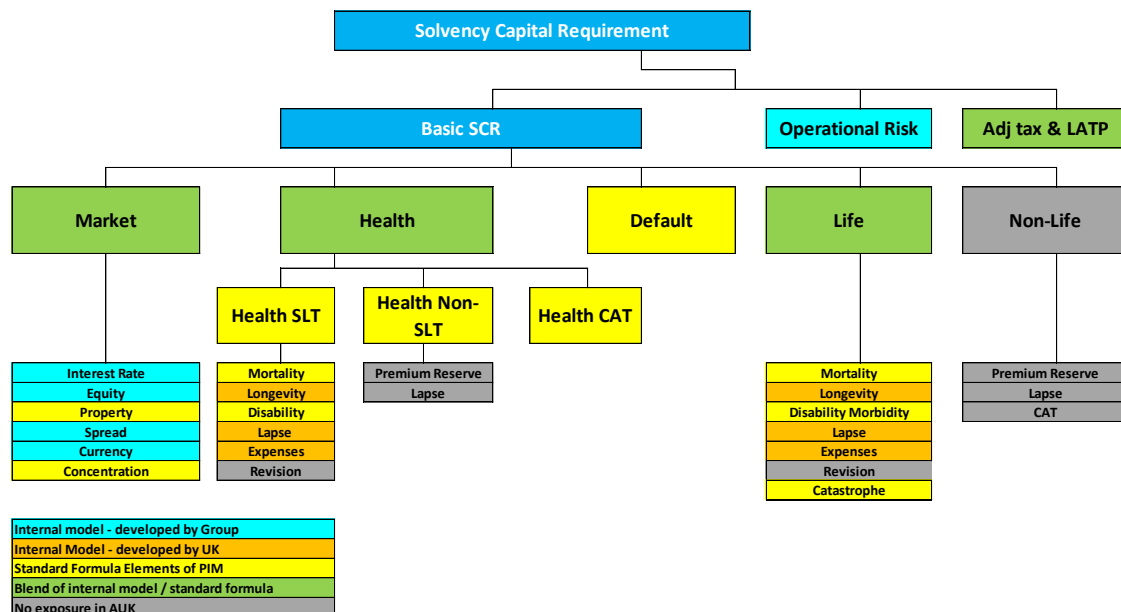 Solvency Capital Requirement
Basic SCR
Operational Risk
Adj tax & LATP
Market
Health
Default
Life
Non-Life
Health SLT
Health Non-
SLT
Health CAT
Interest Rate
Equity
Property
Spread
Currency
Concentration
Mortality
Longevity
Disability
Lapse
Expenses
Revision
Premium Reserve
Lapse
Mortality
Longevity
Disability Morbidity
Lapse
Expenses
Revision
Catastrophe
Premium Reserve
Lapse
CAT
Internal model - developed by Group
Internal Model - developed by UK
Standard Formula Elements of PIM
Blend of internal model / standard formula
No exposure in AUK